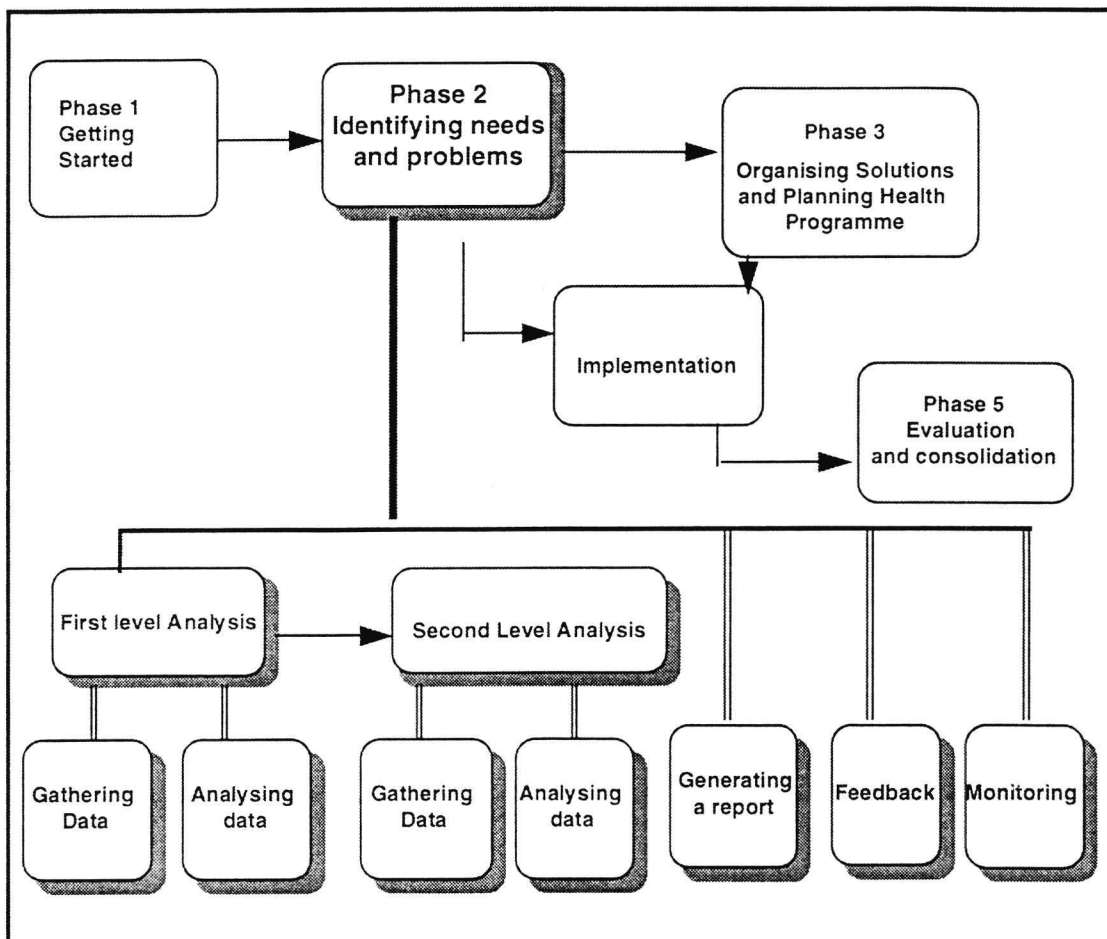 Phase 1
Getting
Started
Phase 2
Identifying needs
and problems
Phase 3
Organising Solutions
and Planning Health
Programme
Implementation
Phase 5
Evaluation
and consolidation
First level Analysis
Second Level Analysis
Gathering
Data
Analysing
data
Gathering
Data
Analysing
data
Generating
a report
Feedback
Monitoring